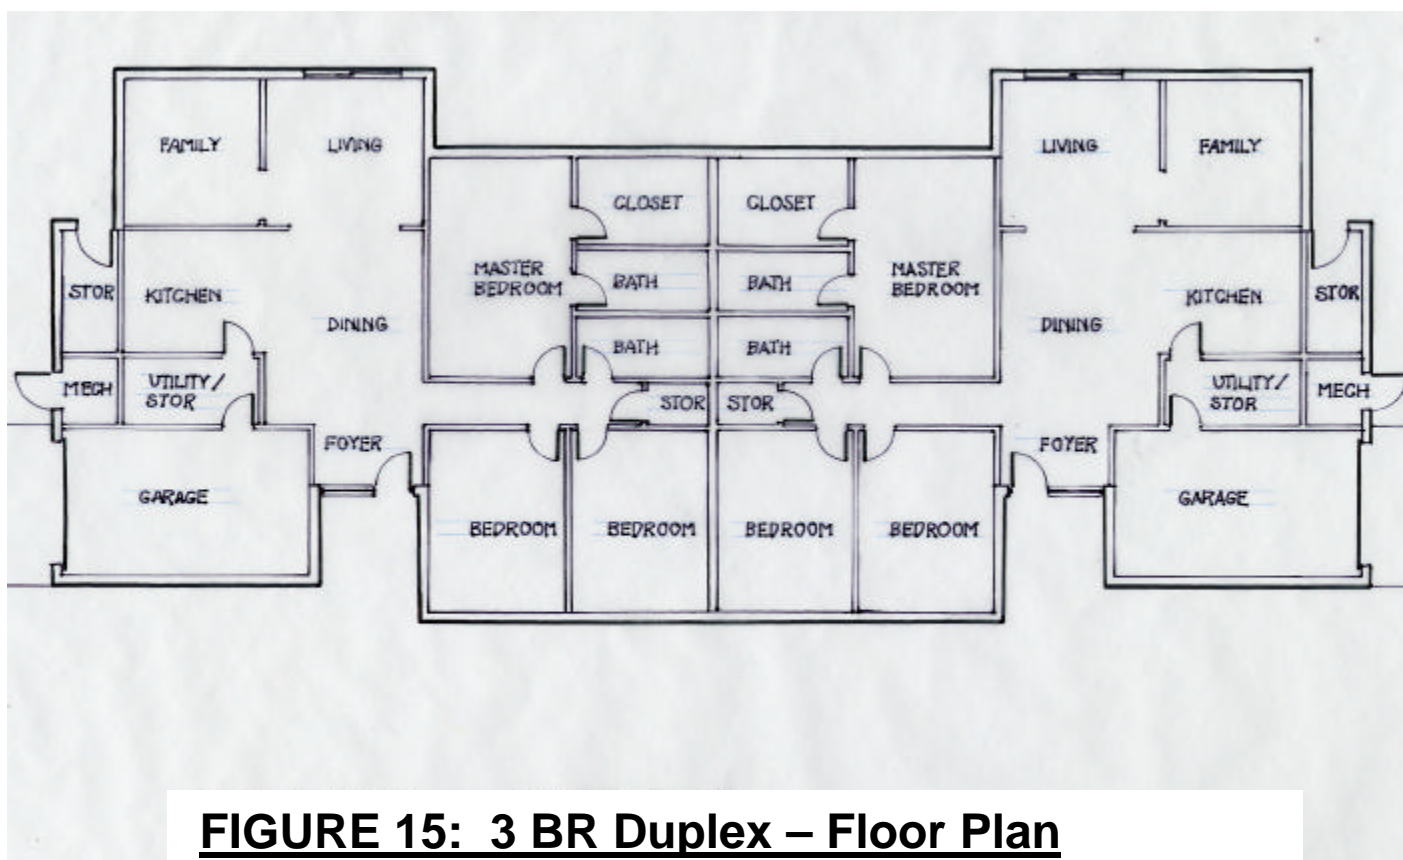 FAMILY
LIVING
LIVING
FAMILY
CLOSET
CLOSET
MASTER
BEDROOM
BATH
BATH
MASTER
BEDROOM
STOR
KITCHEN
KITCHEN
STOR
DINING
DINING
BATH
BATH
MECH
UTILITY/
STOR
STOR
STOR
UTILITY/
STOR
MECH
FOYER
FOYER
GARAGE
GARAGE
BEDROOM
BEDROOM
BEDROOM
BEDROOM
FIGURE 15: 3 BR Duplex – Floor Plan